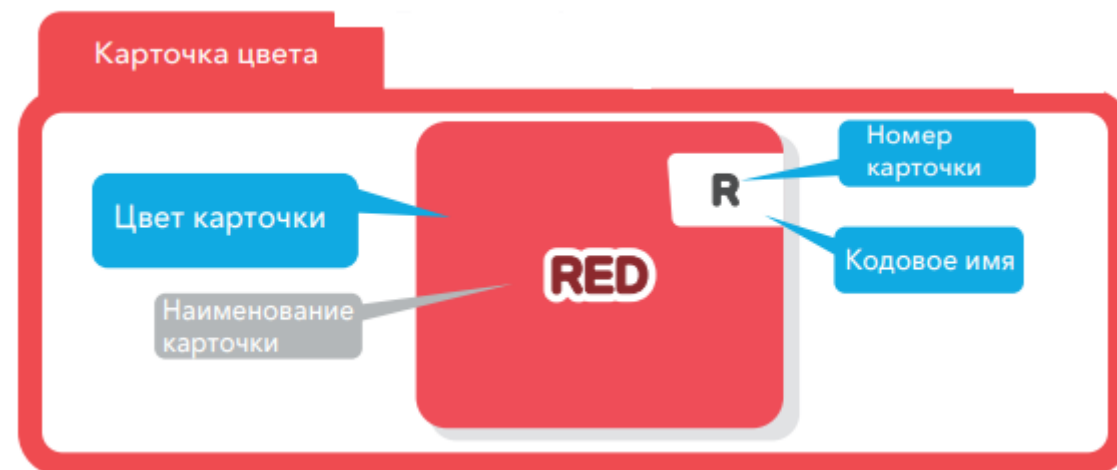 Карточка цвета
Номер
карточки
R
Цвет карточки
Кодовое имя
RED
Наименование
карточки